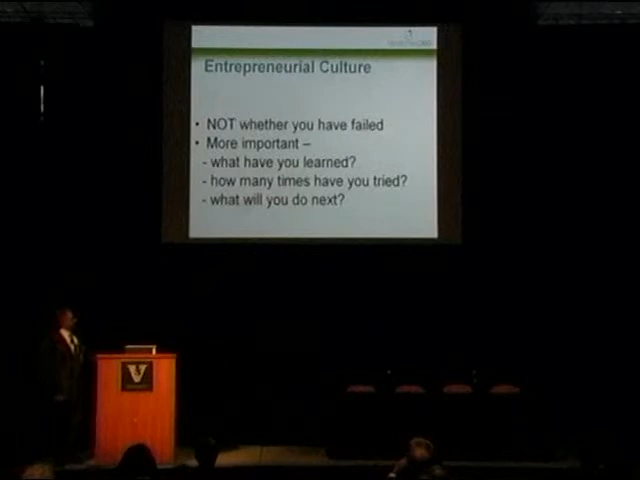 Entrepreneurial Culture
• NOT whether you have failed
• More important –
- what have you learned?
- how many times have you tried?
- what will you do next?
V